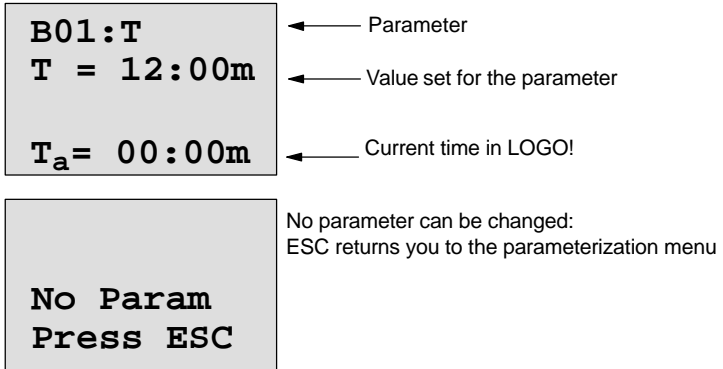 B01:T
Parameter
T = 12:00m
Value set for the parameter
Ta= 00:00m
Current time in LOGO!
No parameter can be changed:
ESC returns you to the parameterization menu
No Param
Press ESC